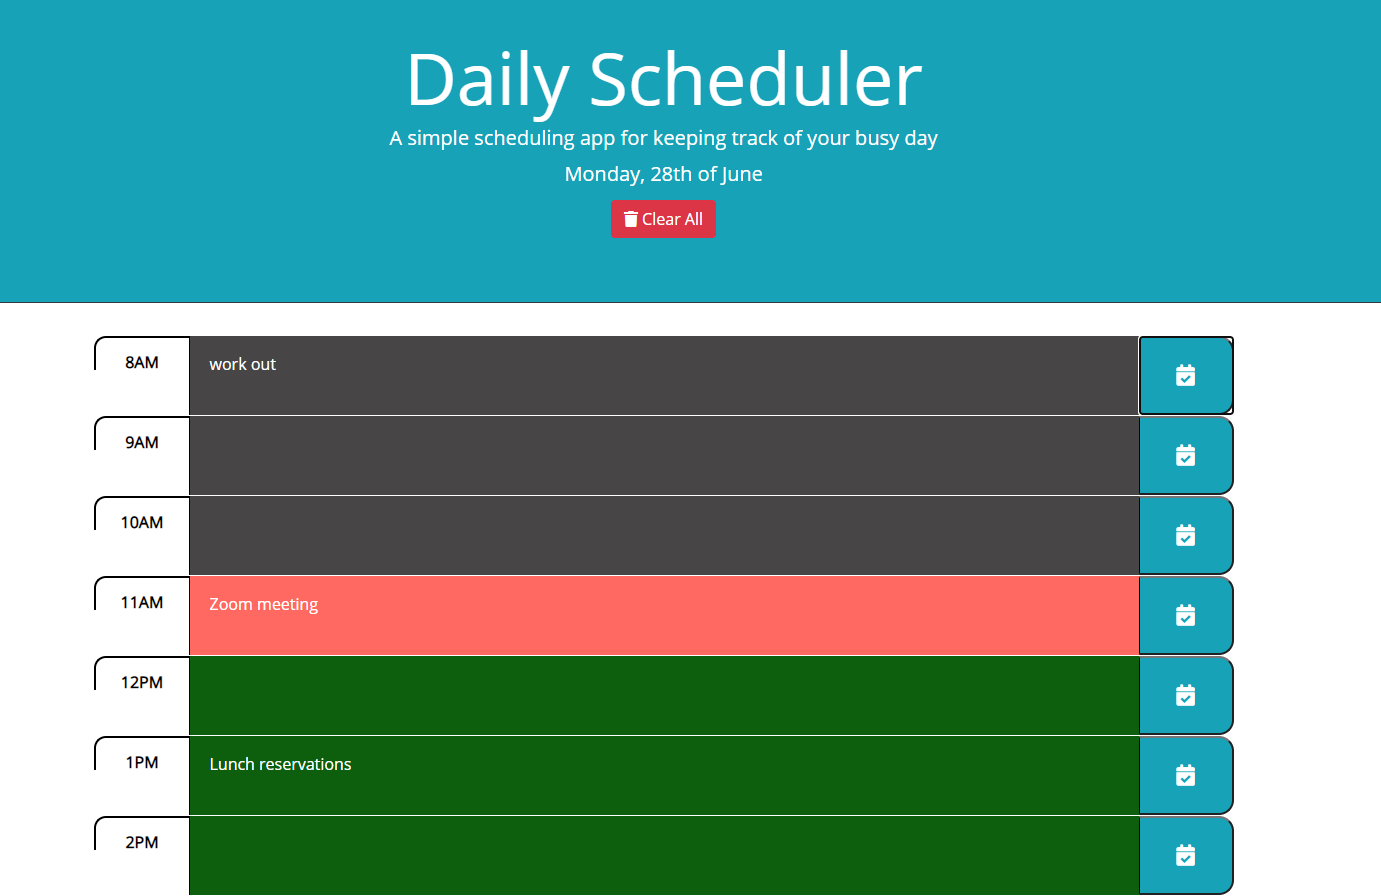 Daily Scheduler
A simple scheduling app for keeping track of your busy day
Monday, 28th of June
Clear All
8AM work out
9AM
10AM
11AM Zoom meeting
12PM
1PM Lunch reservations
2PM